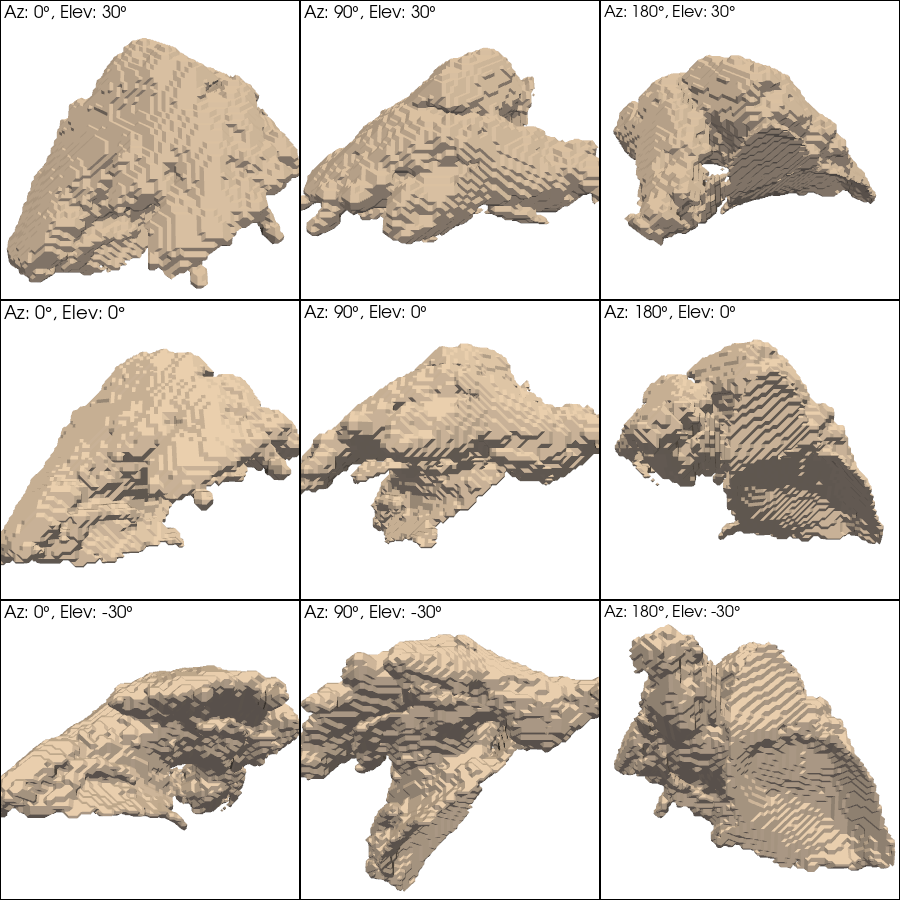 Az: 0°, Elev: 30°
Az: 90°, Elev: 30°
Az: 180°, Elev: 30°
Az: 0°, Elev: 0°
Az: 90°, Elev: 0°
Az: 180°, Elev: 0°
Az: 0°, Elev: -30°
Az: 90°, Elev: -30°
Az: 180°, Elev: -30°